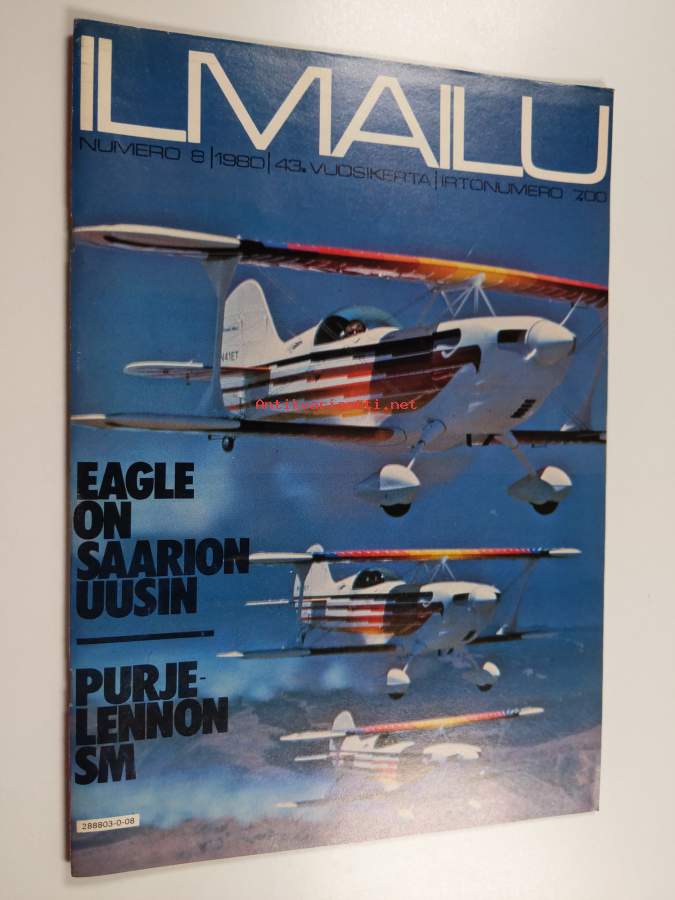 ILMAILU
NUMERO 8 | 1980 | 43. VUOSIKERTA | IRTONUMERO 7,00
N41ET
Antikvariaatti.net
EAGLE
ON
SAARION
UUSIN
PURJE-
LENNON
SM
288803-0-08